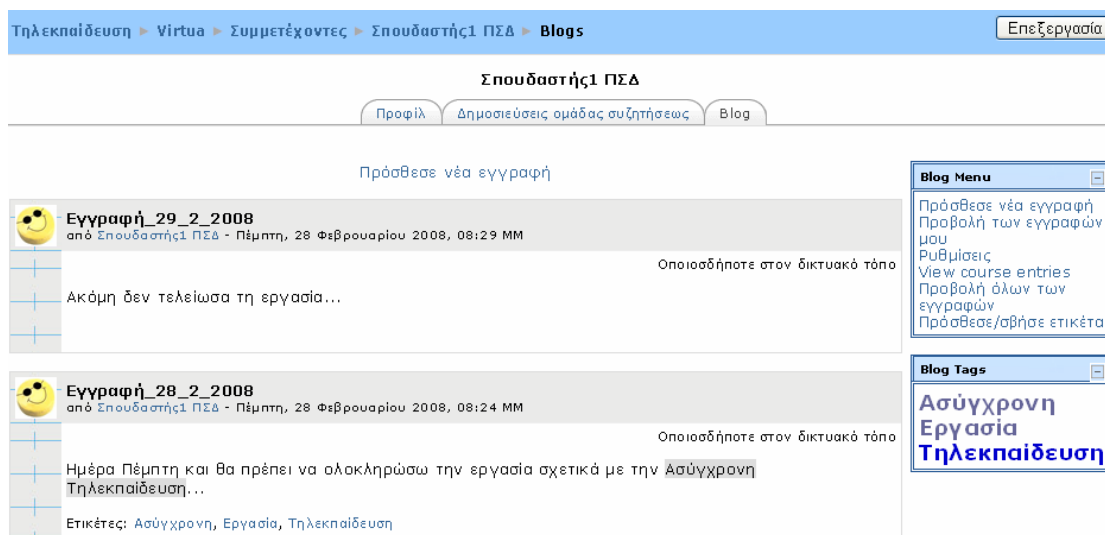 Τηλεκπαίδευση ► Virtua ► Συμμετέχοντες ► Σπουδαστής1 ΠΣΔ ► Blogs
Επεξεργασία
Σπουδαστής1 ΠΣΔ
Προφίλ Δημοσιεύσεις ομάδας συζητήσεως Blog
Πρόσθεσε νέα εγγραφή
Εγγραφή_29_2_2008
από Σπουδαστής1 ΠΣΔ - Πέμπτη, 28 Φεβρουαρίου 2008, 08:29 ΜΜ
Οποιοσδήποτε στον δικτυακό τόπο
Ακόμη δεν τελείωσα τη εργασία...
Εγγραφή_28_2_2008
από Σπουδαστής1 ΠΣΔ - Πέμπτη, 28 Φεβρουαρίου 2008, 08:24 ΜΜ
Οποιοσδήποτε στον δικτυακό τόπο
Ημέρα Πέμπτη και θα πρέπει να ολοκληρώσω την εργασία σχετικά με την Ασύγχρονη
Τηλεκπαίδευση...
Ετικέτες: Ασύγχρονη, Εργασία, Τηλεκπαίδευση
Blog Menu
Πρόσθεσε νέα εγγραφή
Προβολή των εγγραφών
μου
Ρυθμίσεις
View course entries
Προβολή όλων των
εγγραφών
Πρόσθεσε/σβήσε ετικέτα
Blog Tags
Ασύγχρονη
Εργασία
Τηλεκπαίδευση